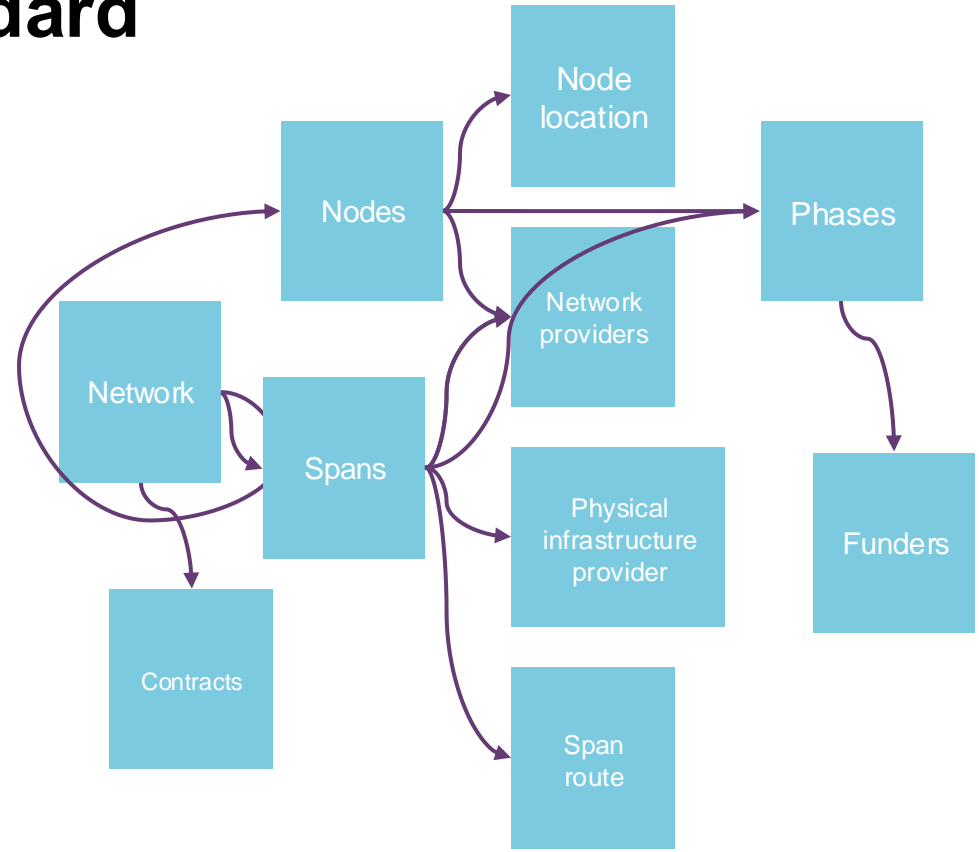 dard
Node
location
Nodes
Phases
Network
providers
Network
Spans
Physical
infrastructure
provider
Funders
Contracts
Span
route